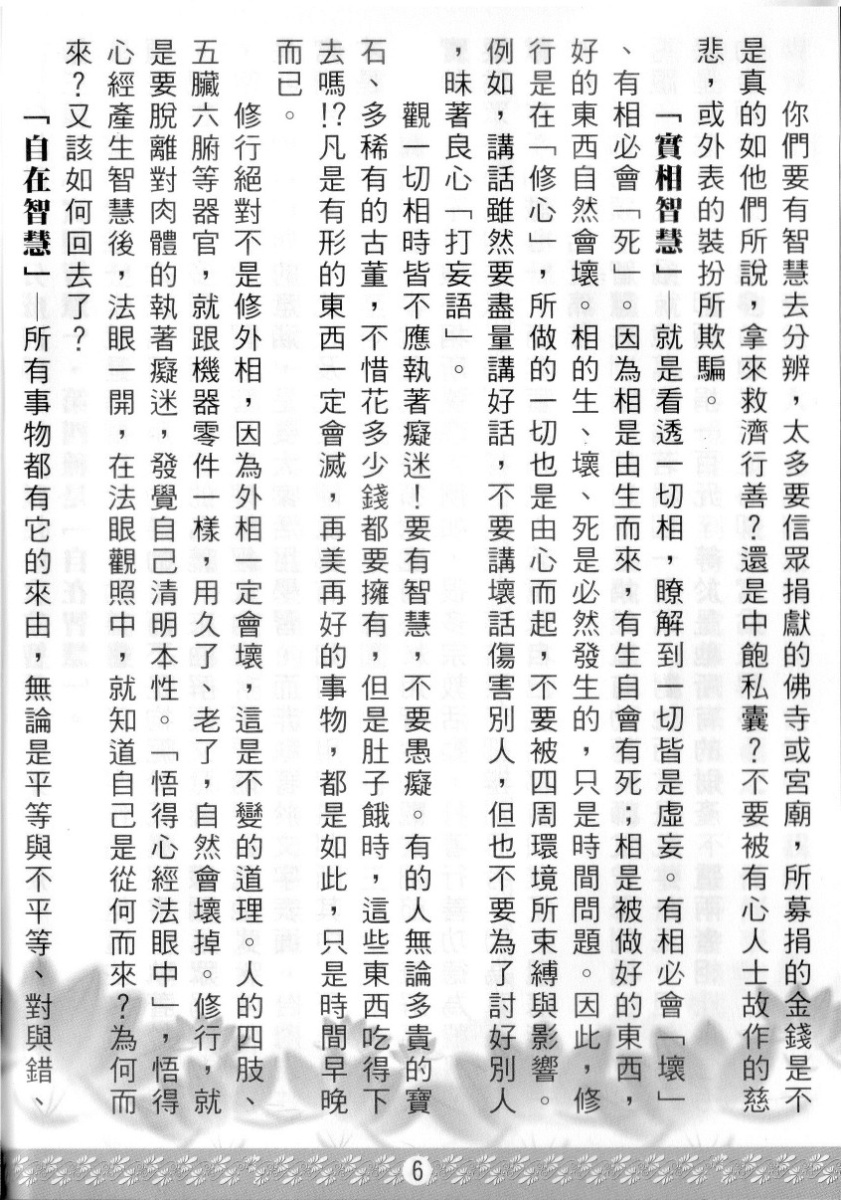 你們要有智慧去分辨，太多要信眾捐獻的佛寺或宮廟，所募捐的金錢是不
是真的如他們所說，拿來救濟行善？還是中飽私囊？不要被有心人士故作的慈
悲，或外表的裝扮所欺騙。
「實相智慧」—就是看透一切相，瞭解到一切皆是虛妄。有相必會「壞」
、有相必會「死」。因為相是由生而來，有生自會有死；相是被做好的東西，
好的東西自然會壞。相的生、壞、死是必然發生的，只是時間問題。因此，修
行是在「修心」，所做的一切也是由心而起，不要被四周環境所束縛與影響。
例如，講話雖然要盡量講好話，不要講壞話傷害別人，但也不要為了討好別人
，昧著良心「打妄語」。
觀一切相時皆不應執著癡迷！要有智慧，不要愚癡。有的人無論多貴的寶
石、多稀有的古董，不惜花多少錢都要擁有，但是肚子餓時，這些東西吃得下
去嗎!?凡是有形的東西一定會滅，再美再好的事物，都是如此，只是時間早晚
而已。
修行絕對不是修外相，因為外相一定會壞，這是不變的道理。人的四肢、
五臟六腑等器官，就跟機器零件一樣，用久了、老了，自然會壞掉。修行，就
是要脫離對肉體的執著癡迷，發覺自己清明本性。「悟得心經法眼中」，悟得
心經產生智慧後，法眼一開，在法眼觀照中，就知道自己是從何而來？為何而
來？又該如何回去了？
「自在智慧」—所有事物都有它的來由，無論是平等與不平等、對與錯、
6